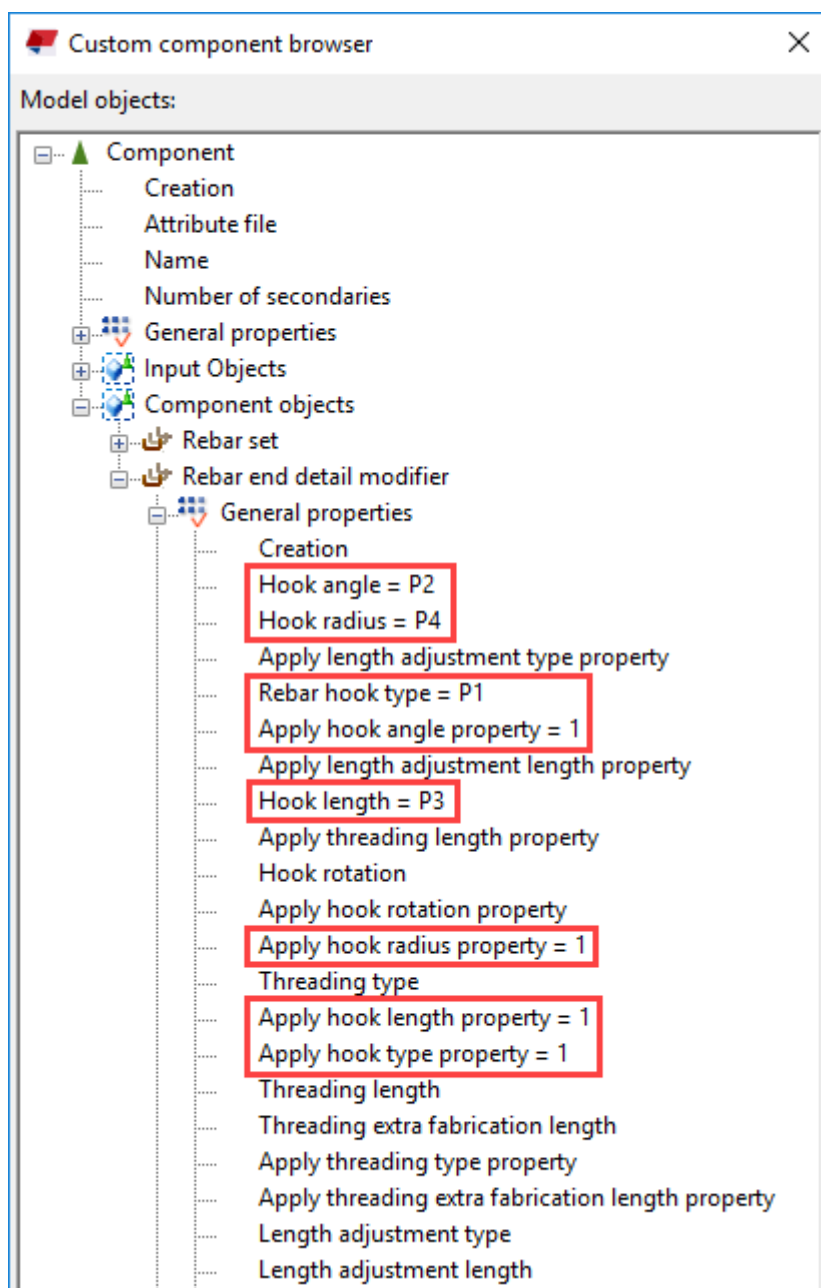 Custom component browser
Model objects:
Component
Creation
Attribute file
Name
Number of secondaries
General properties
Input Objects
Component objects
Rebar set
Rebar end detail modifier
General properties
Creation
Hook angle = P2
Hook radius = P4
Apply length adjustment type property
Rebar hook type = P1
Apply hook angle property = 1
Apply length adjustment length property
Hook length = P3
Apply threading length property
Hook rotation
Apply hook rotation property
Apply hook radius property = 1
Threading type
Apply hook length property = 1
Apply hook type property = 1
Threading length
Threading extra fabrication length
Apply threading type property
Apply threading extra fabrication length property
Length adjustment type
Length adjustment length